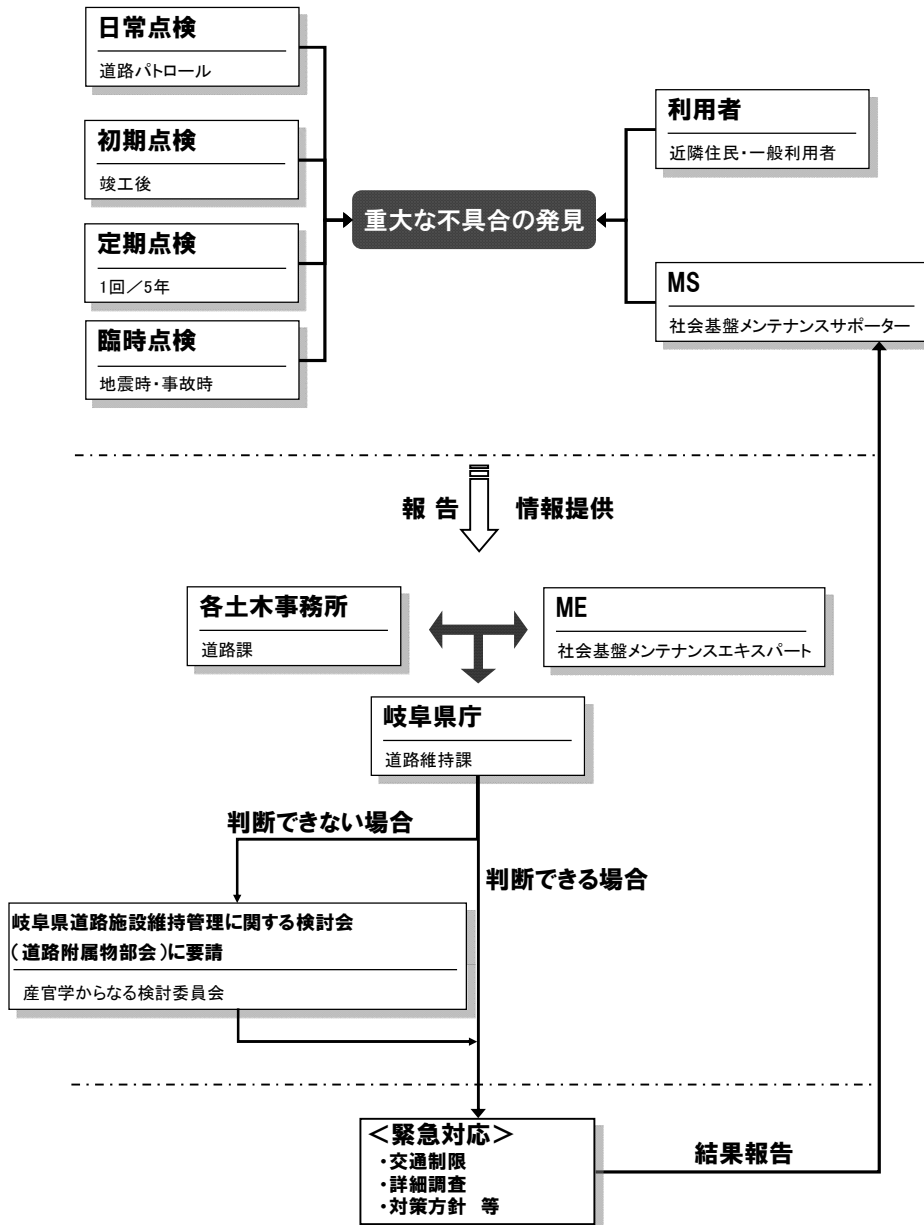 日常点検
道路パトロール
初期点検
竣工後
定期点検
1回／5年
臨時点検
地震時・事故時
重大な不具合の発見
利用者
近隣住民・一般利用者
MS
社会基盤メンテナンスサポーター
報 告
情報提供
各土木事務所
道路課
ME
社会基盤メンテナンスエキスパート
岐阜県庁
道路維持課
判断できない場合
判断できる場合
岐阜県道路施設維持管理に関する検討会
（道路附属物部会）に要請
産官学からなる検討委員会
＜緊急対応＞
・交通制限
・詳細調査
・対策方針 等
結果報告